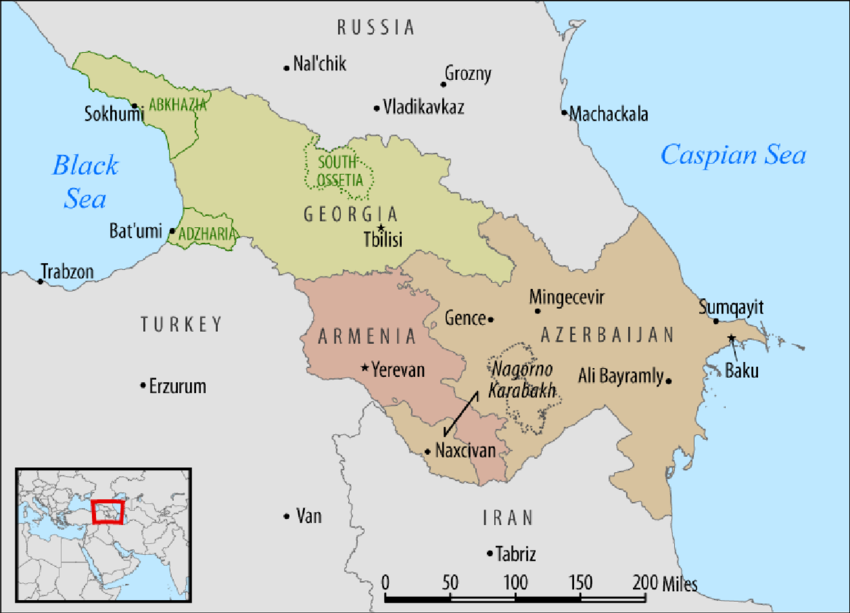 RUSSIA
Nal'chik
Grozny
Vladikavkaz
Machackala
ABKHAZIA
Sokhumi
Black
Sea
Caspian Sea
SOUTH
OSSETIA
GEORGIA
Tbilisi
Bat'umi
ADZHARIA
Trabzon
TURKEY
ARMENIA
Yerevan
Erzurum
Gence
Mingecevir
AZERBAIJAN
Sumqayit
Baku
Nagorno
Karabakh
Ali Bayramly
Naxcivan
Van
IRAN
Tabriz
0 50 100 150 200 Miles